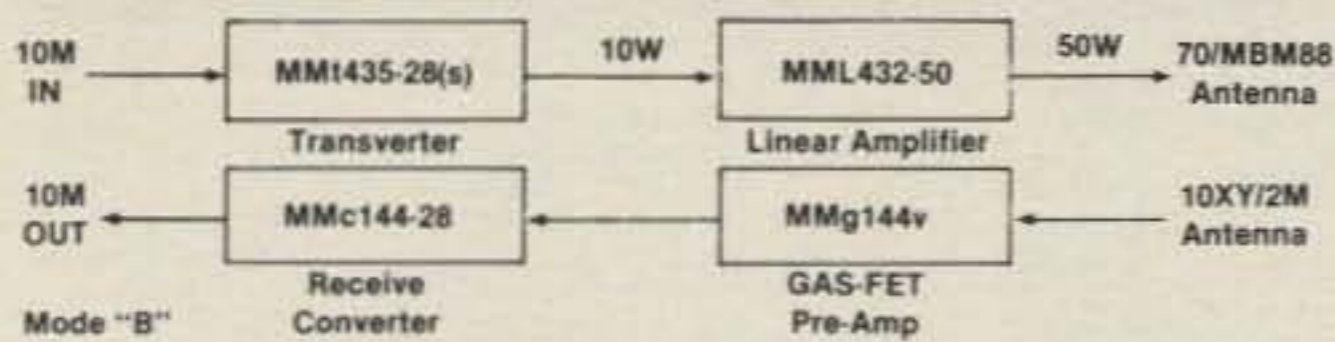 10M
IN
MMt435-28(s)
Transverter
10W
MML432-50
Linear Amplifier
50W
70/MBM88
Antenna
10M
OUT
MMc144-28
Receive
Converter
MMg144v
GAS-FET
Pre-Amp
10XY/2M
Antenna
Mode "B"